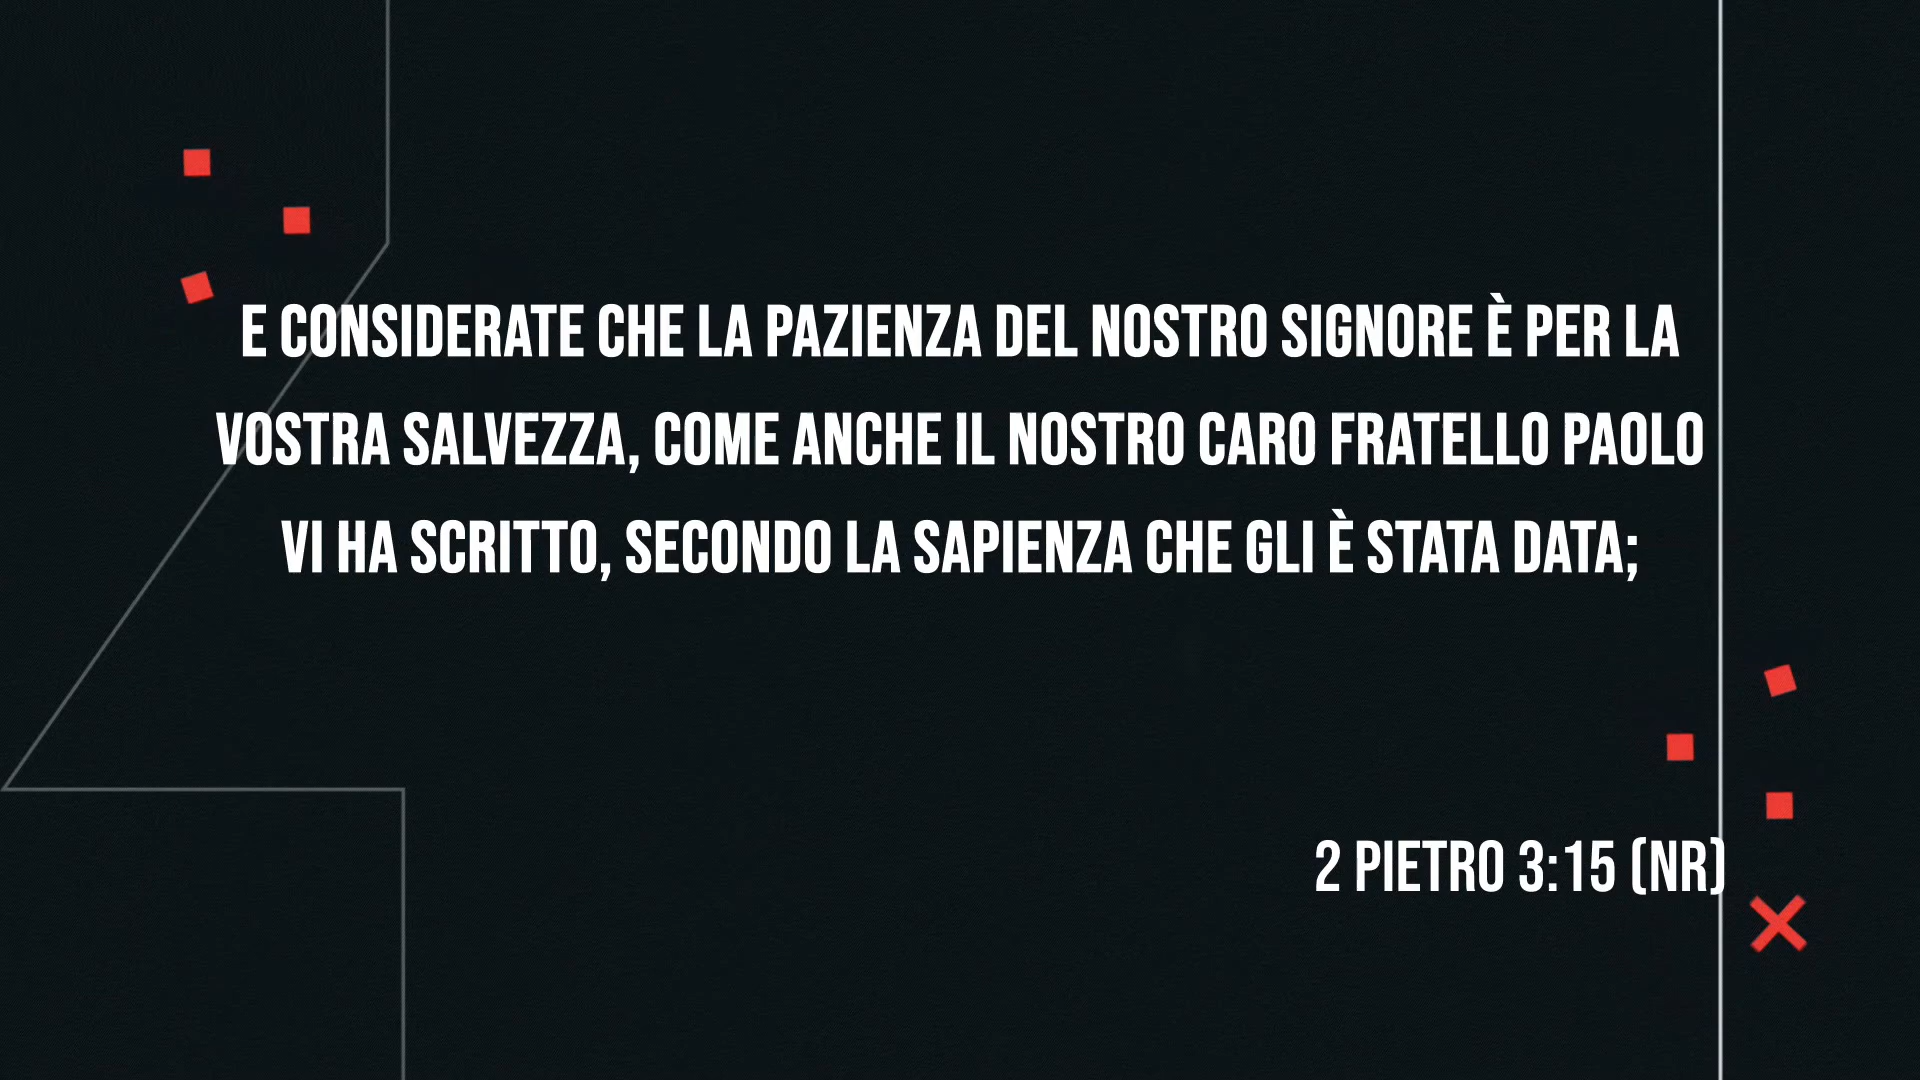 E CONSIDERATE CHE LA PAZIENZA DEL NOSTRO SIGNORE È PER LA
VOSTRA SALVEZZA, COME ANCHE IL NOSTRO CARO FRATELLO PAOLO
VI HA SCRITTO, SECONDO LA SAPIENZA CHE GLI È STATA DATA;
2 PIETRO 3:15 (NR)